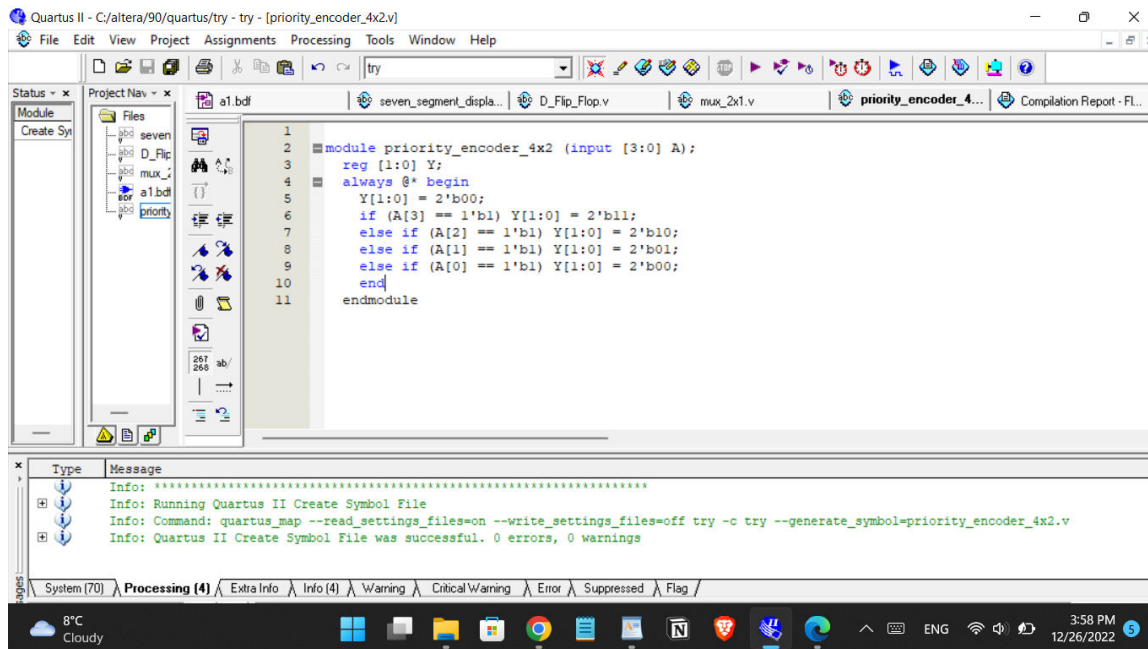 Quartus II - C:/altera/90/quartus/try - try - [priority_encoder_4x2.v]
File Edit View Project Assignments Processing Tools Window Help
try
Status
Project Nav
a1.bdf
seven_segment_displa...
D_Flip_Flop.v
mux_2x1.v
priority_encoder_4...
Compilation Report - Fl...
Module
Create Sy
Files
seven
D_Flip
mux_2
a1.bdf
priority
267
268
ab/
1
2 module priority_encoder_4x2 (input [3:0] A);
3 reg [1:0] Y;
4 always @* begin
5 Y[1:0] = 2'b00;
6 if (A[3] == 1'b1) Y[1:0] = 2'b11;
7 else if (A[2] == 1'b1) Y[1:0] = 2'b10;
8 else if (A[1] == 1'b1) Y[1:0] = 2'b01;
9 else if (A[0] == 1'b1) Y[1:0] = 2'b00;
10 end
11 endmodule
Type Message
Info: *******************************************************************
Info: Running Quartus II Create Symbol File
Info: Command: quartus_map --read_settings_files=on --write_settings_files=off try -c try --generate_symbol=priority_encoder_4x2.v
Info: Quartus II Create Symbol File was successful. 0 errors, 0 warnings
System (70) Processing (4) Extra Info Info (4) Warning Critical Warning Error Suppressed Flag
8°C
Cloudy
ENG
3:58 PM
12/26/2022
5